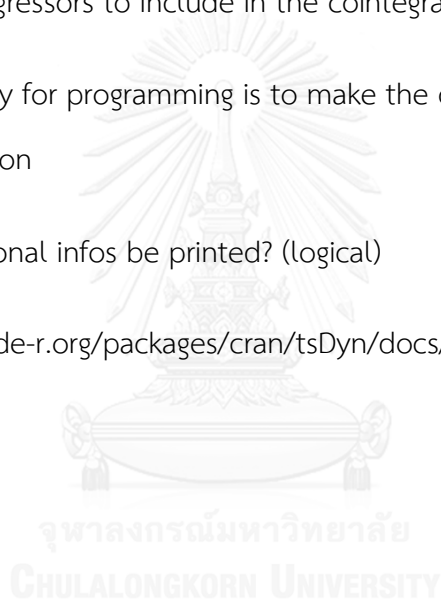 gressors to include in the cointegra
y for programming is to make the
on
onal infos be printed? (logical)
de-r.org/packages/cran/tsDyn/docs/
จุฬาลงกรณ์มหาวิทยาลัย
CHULALONGKORN UNIVERSITY